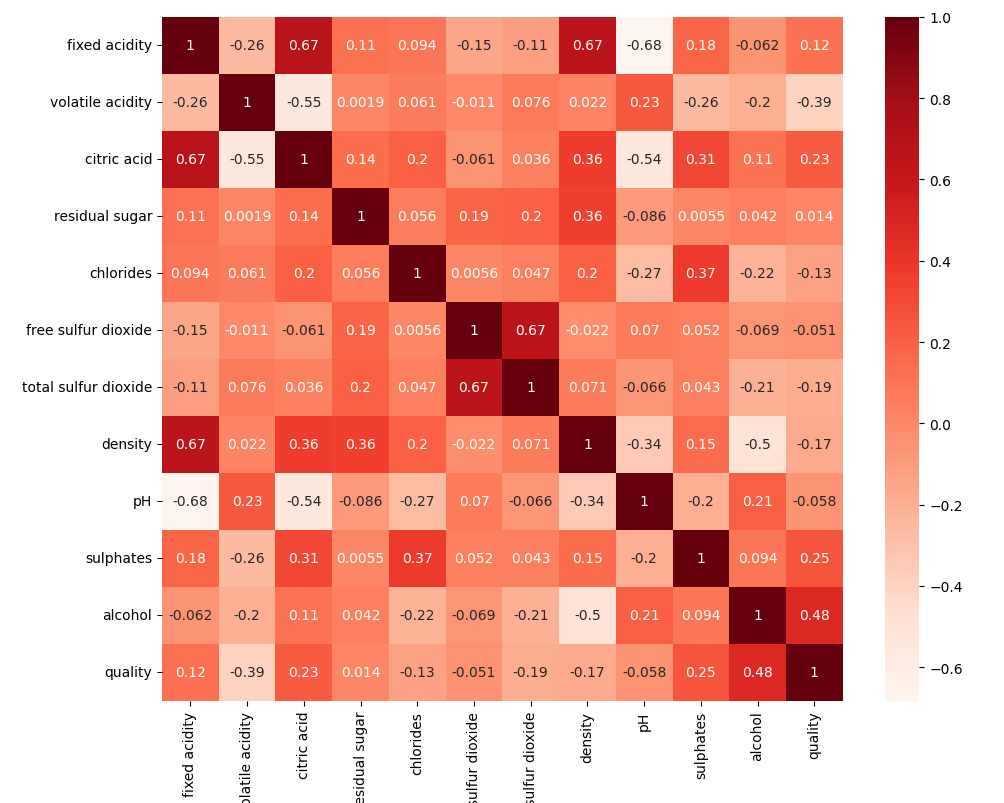 fixed acidity 1 -0.26 0.67 0.11 0.094 -0.15 -0.11 0.67 -0.68 0.18 -0.062 0.12
volatile acidity -0.26 1 -0.55 0.0019 0.061 -0.011 0.076 0.022 0.23 -0.26 -0.2 -0.39
citric acid 0.67 -0.55 1 0.14 0.2 -0.061 0.036 0.36 -0.54 0.31 0.11 0.23
residual sugar 0.11 0.0019 0.14 1 0.056 0.19 0.2 0.36 -0.086 0.0055 0.042 0.014
chlorides 0.094 0.061 0.2 0.056 1 0.0056 0.047 0.2 -0.27 0.37 -0.22 -0.13
free sulfur dioxide -0.15 -0.011 -0.061 0.19 0.0056 1 0.67 -0.022 0.07 0.052 -0.069 -0.051
total sulfur dioxide -0.11 0.076 0.036 0.2 0.047 0.67 1 0.071 -0.066 0.043 -0.21 -0.19
density 0.67 0.022 0.36 0.36 0.2 -0.022 0.071 1 -0.34 0.15 -0.5 -0.17
pH -0.68 0.23 -0.54 -0.086 -0.27 0.07 -0.066 -0.34 1 -0.2 0.21 -0.058
sulphates 0.18 -0.26 0.31 0.0055 0.37 0.052 0.043 0.15 -0.2 1 0.094 0.25
alcohol -0.062 -0.2 0.11 0.042 -0.22 -0.069 -0.21 -0.5 0.21 0.094 1 0.48
quality 0.12 -0.39 0.23 0.014 -0.13 -0.051 -0.19 -0.17 -0.058 0.25 0.48 1
fixed acidity
olatile acidity
citric acid
esidual sugar
chlorides
sulfur dioxide
sulfur dioxide
density
pH
sulphates
alcohol
quality
1.0
0.8
0.6
0.4
0.2
0.0
−0.2
−0.4
−0.6